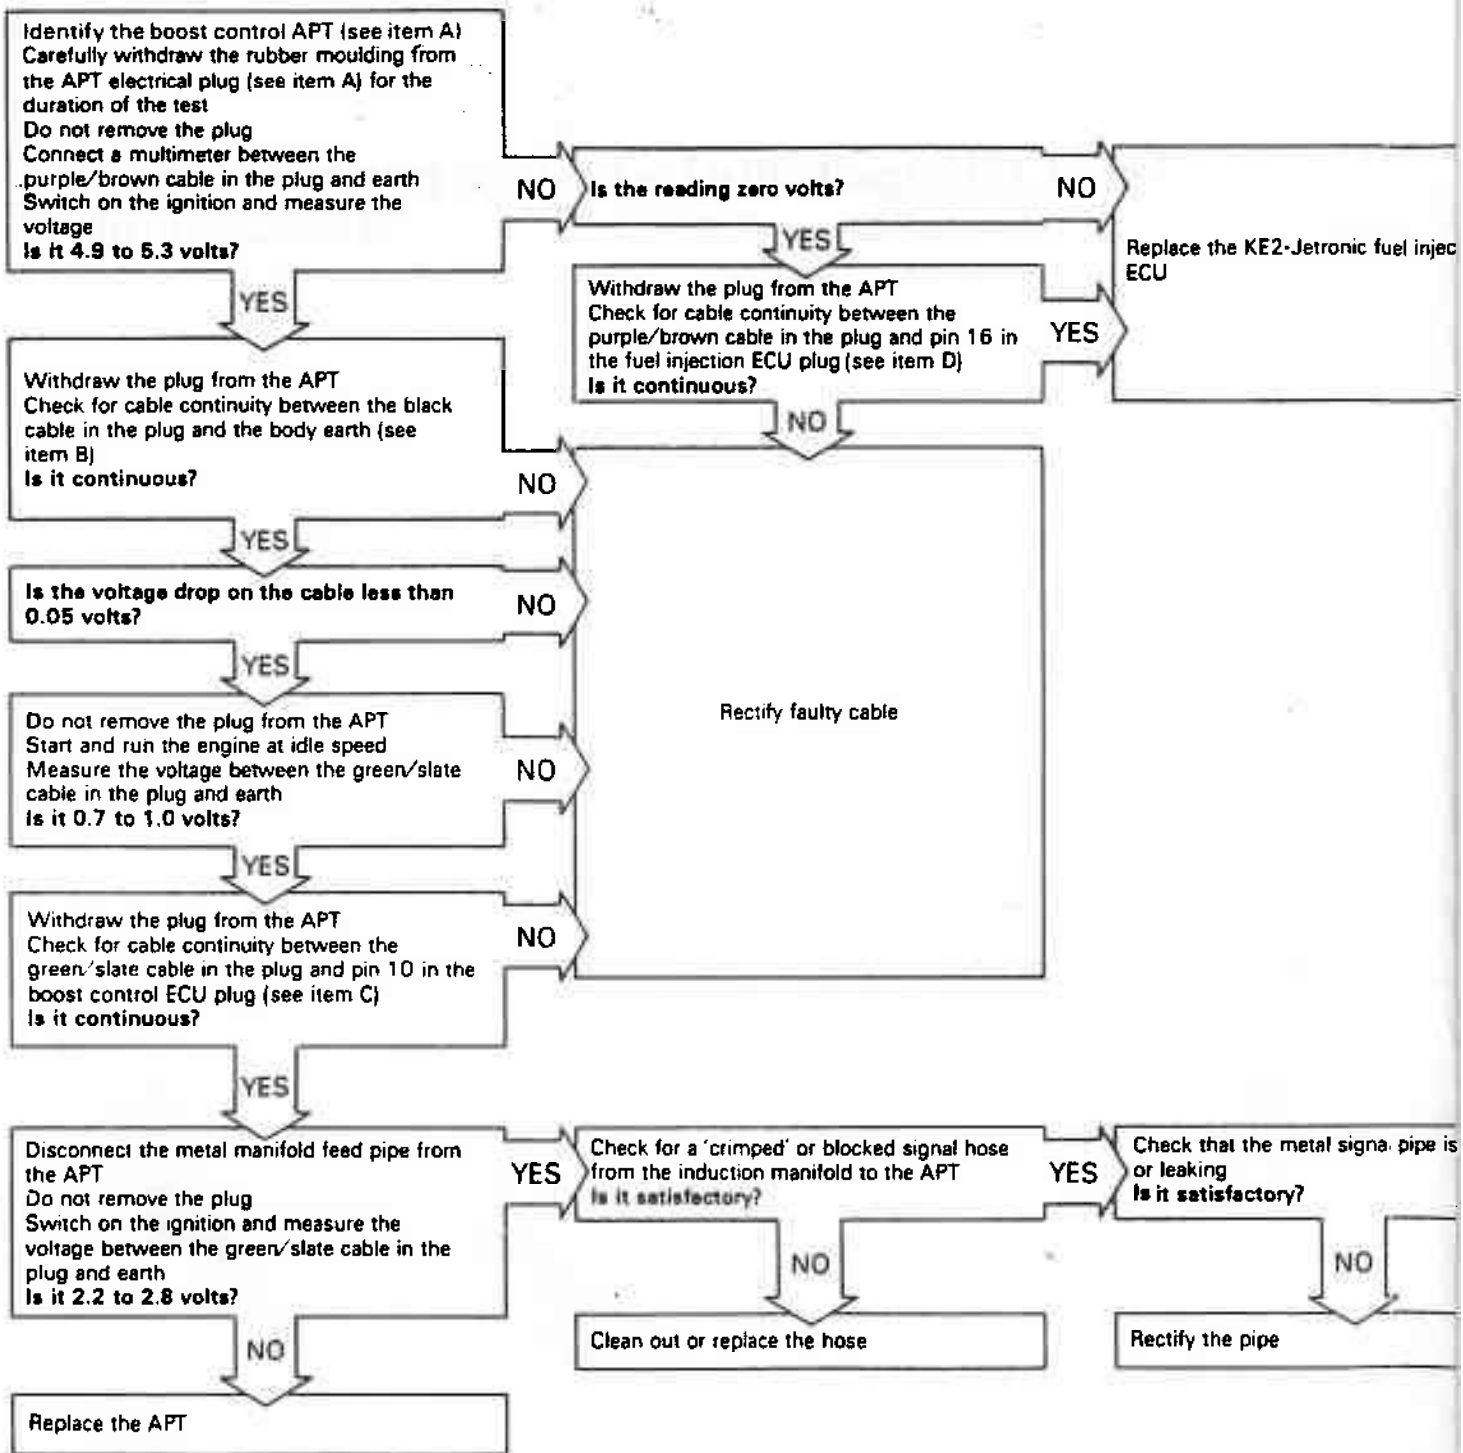 Identify the boost control APT (see item A)
Carefully withdraw the rubber moulding from
the APT electrical plug (see item A) for the
duration of the test
Do not remove the plug
Connect a multimeter between the
purple/brown cable in the plug and earth
Switch on the ignition and measure the
voltage
Is it 4.9 to 5.3 volts?
NO
Is the reading zero volts?
NO
Replace the KE2-Jetronic fuel injec
ECU
YES
YES
Withdraw the plug from the APT
Check for cable continuity between the
purple/brown cable in the plug and pin 16 in
the fuel injection ECU plug (see item D)
Is it continuous?
YES
NO
Withdraw the plug from the APT
Check for cable continuity between the black
cable in the plug and the body earth (see
item B)
Is it continuous?
NO
YES
Is the voltage drop on the cable less than
0.05 volts?
NO
YES
Do not remove the plug from the APT
Start and run the engine at idle speed
Measure the voltage between the green/slate
cable in the plug and earth
Is it 0.7 to 1.0 volts?
NO
Rectify faulty cable
YES
Withdraw the plug from the APT
Check for cable continuity between the
green/slate cable in the plug and pin 10 in the
boost control ECU plug (see item C)
Is it continuous?
NO
YES
Disconnect the metal manifold feed pipe from
the APT
Do not remove the plug
Switch on the ignition and measure the
voltage between the green/slate cable in the
plug and earth
Is it 2.2 to 2.8 volts?
YES
Check for a 'crimped' or blocked signal hose
from the induction manifold to the APT
Is it satisfactory?
YES
Check that the metal signal pipe is
or leaking
Is it satisfactory?
NO
NO
NO
Clean out or replace the hose
Rectify the pipe
Replace the APT